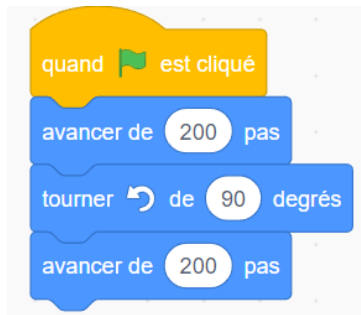 quand est cliqué
avancer de 200 pas
tourner de 90 degrés
avancer de 200 pas